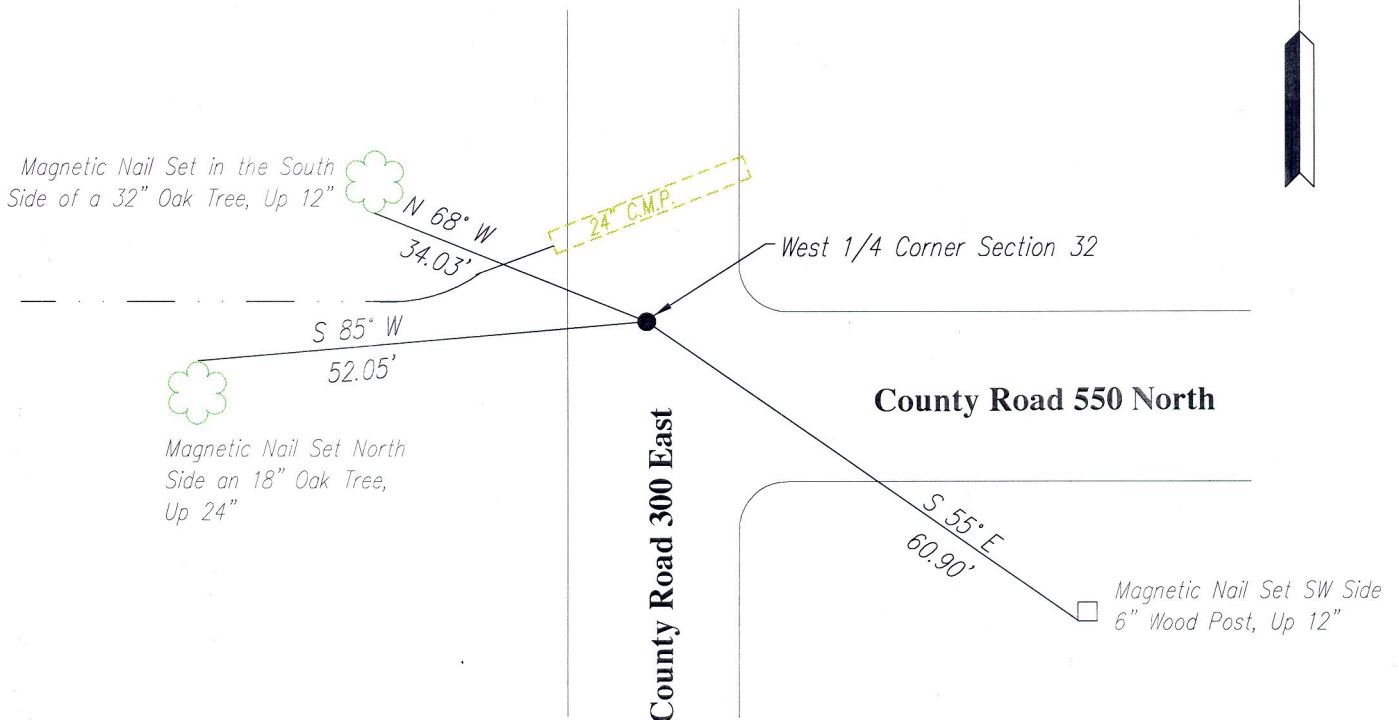 Magnetic Nail Set in the South
Side of a 32" Oak Tree, Up 12"
N 68° W
34.03'
24" C.M.P.
West 1/4 Corner Section 32
S 85° W
52.05'
Magnetic Nail Set North
Side an 18" Oak Tree,
Up 24"
County Road 550 North
County Road 300 East
S 55° E
60.90'
Magnetic Nail Set SW Side
6" Wood Post, Up 12"